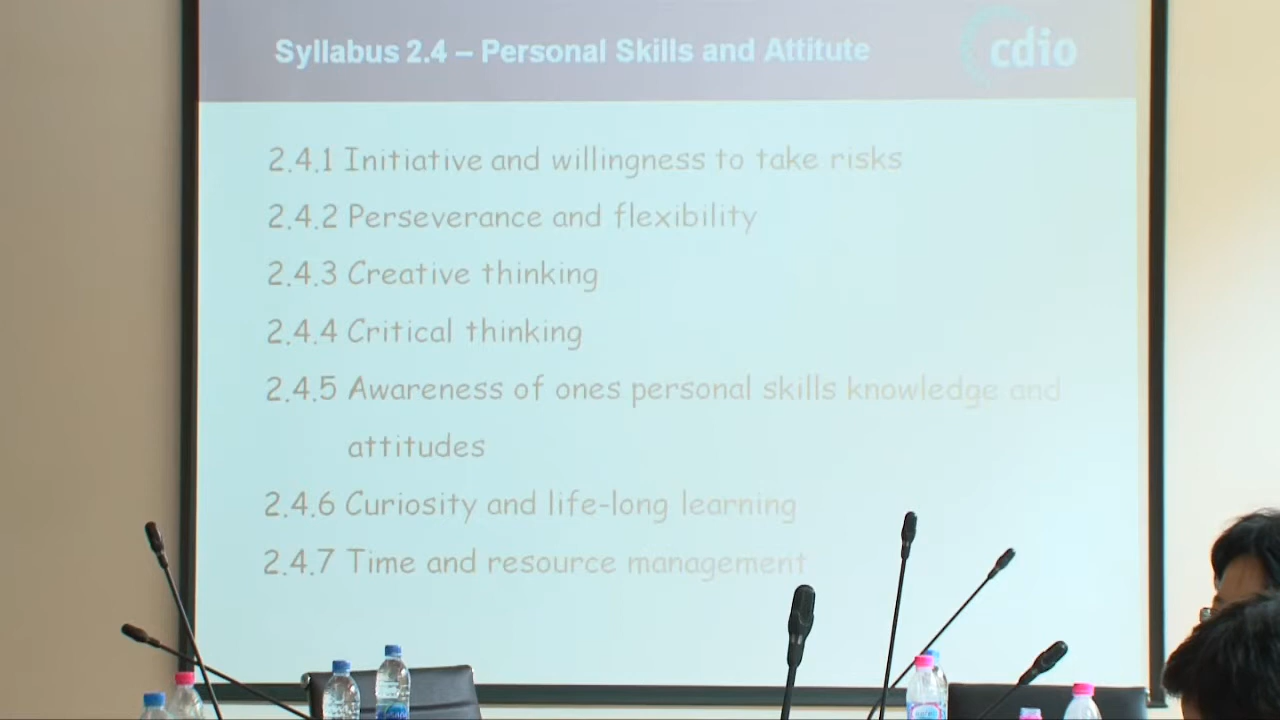 Syllabus 2.4 – Personal Skills and Attitute
cdio
2.4.1 Initiative and willingness to take risks
2.4.2 Perseverance and flexibility
2.4.3 Creative thinking
2.4.4 Critical thinking
2.4.5 Awareness of ones personal skills knowledge and
attitudes
2.4.6 Curiosity and life-long learning
2.4.7 Time and resource management